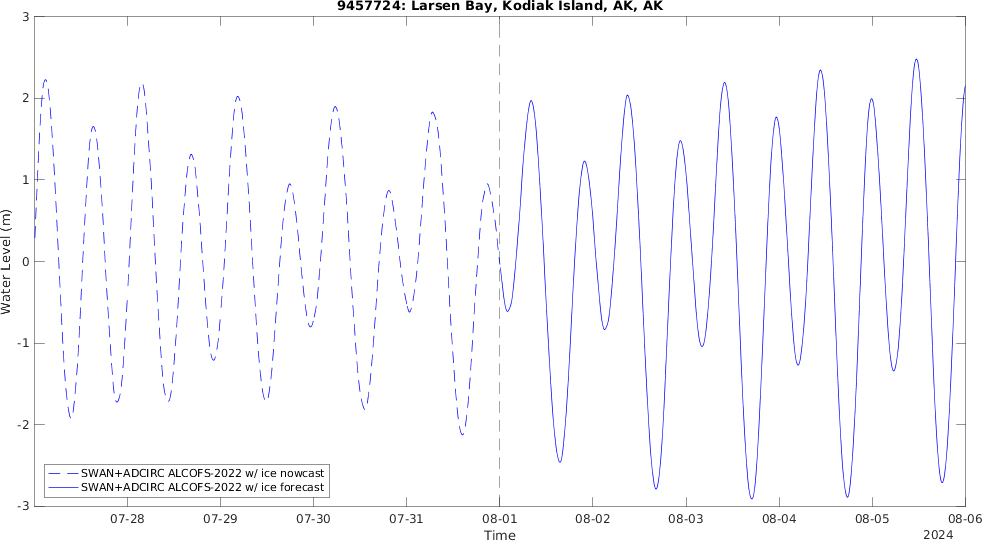 9457724: Larsen Bay, Kodiak Island, AK, AK
3
2
1
0
-1
-2
-3
Water Level (m)
SWAN+ADCIRC ALCOFS-2022 w/ ice nowcast
SWAN+ADCIRC ALCOFS-2022 w/ ice forecast
07-28 07-29 07-30 07-31 08-01 08-02 08-03 08-04 08-05 08-06
Time
2024